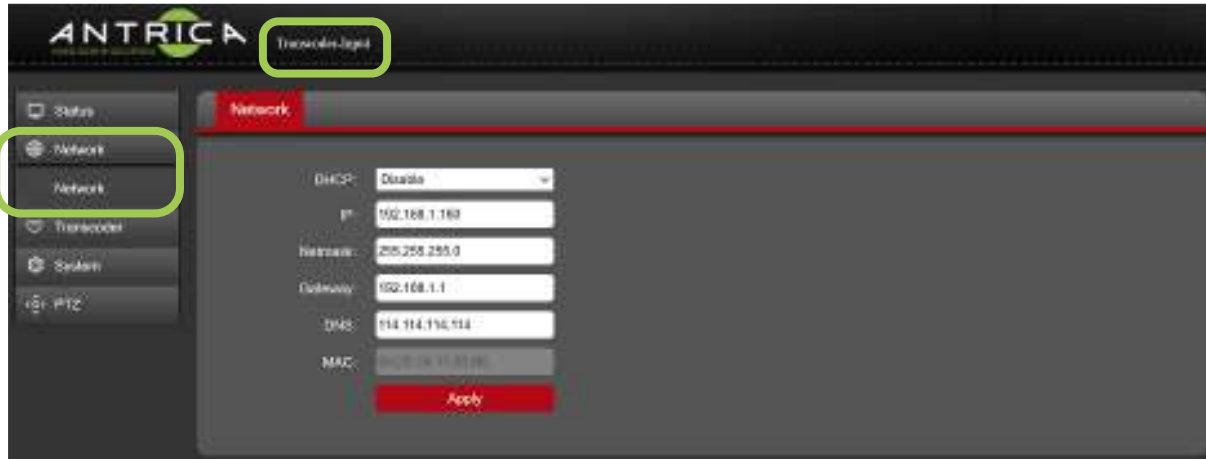 ANTRICA
Transcoder-Input
Status
Network
Network
Network
Transcoder
System
PTZ
DHCP: Disable
IP: 192.168.1.160
Netmask: 255.255.255.0
Gateway: 192.168.1.1
DNS: 114.114.114.114
MAC:
Apply